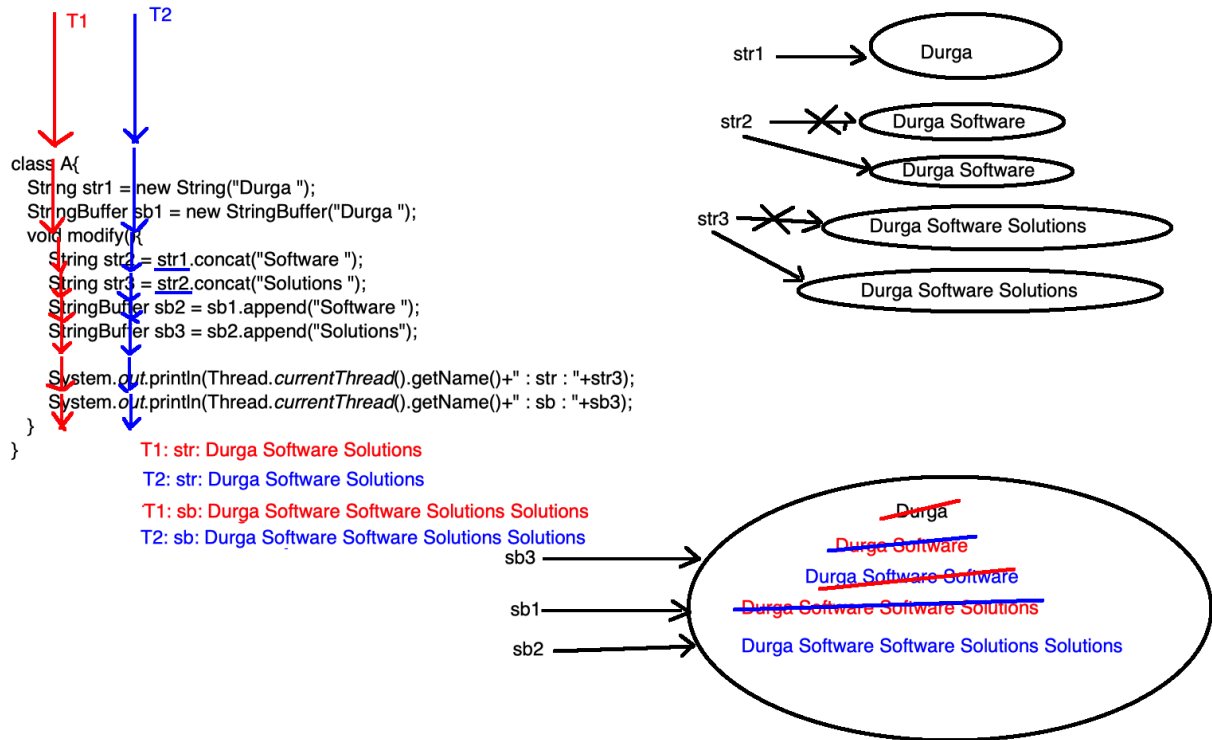 T1
T2
class A{
String str1 = new String("Durga ");
StringBuffer sb1 = new StringBuffer("Durga ");
void modify(){
String str2 = str1.concat("Software ");
String str3 = str2.concat("Solutions ");
StringBuffer sb2 = sb1.append("Software ");
StringBuffer sb3 = sb2.append("Solutions");
System.out.println(Thread.currentThread().getName()+" : str : "+str3);
System.out.println(Thread.currentThread().getName()+" : sb : "+sb3);
}
}
T1: str: Durga Software Solutions
T2: str: Durga Software Solutions
T1: sb: Durga Software Software Solutions Solutions
T2: sb: Durga Software Software Solutions Solutions
str1
Durga
str2
Durga Software
Durga Software
str3
Durga Software Solutions
Durga Software Solutions
sb3
sb1
sb2
Durga
Durga Software
Durga Software Software
Durga Software Software Solutions
Durga Software Software Solutions Solutions